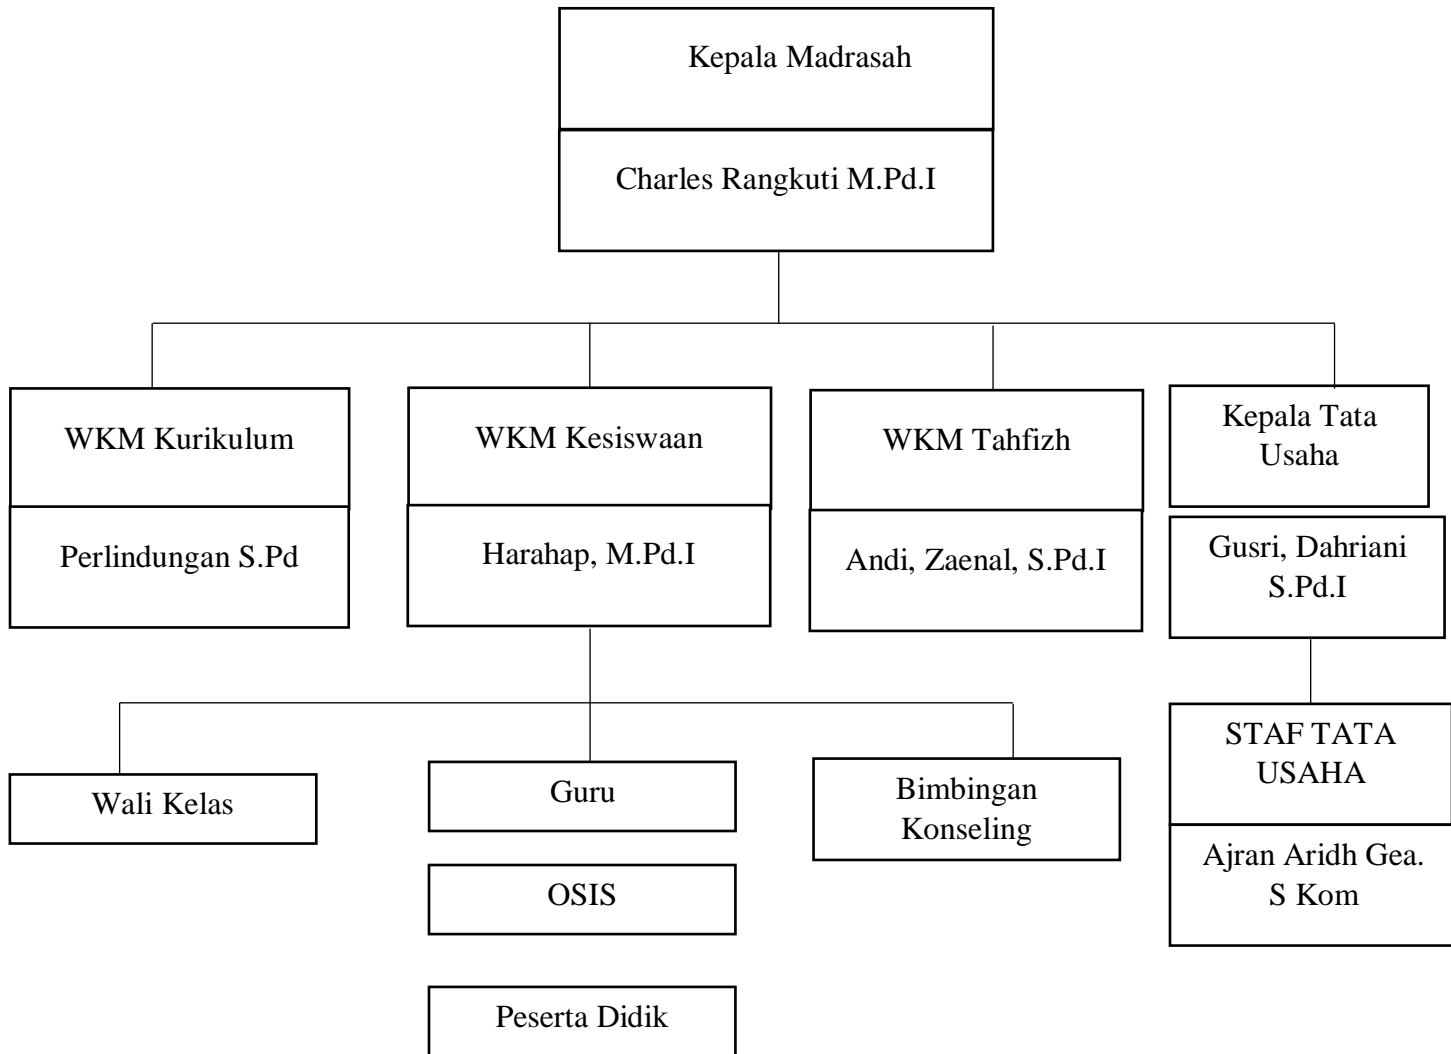 Kepala Madrasah
Charles Rangkuti M.Pd.I
WKM Kurikulum
Perlindungan S.Pd
WKM Kesiswaan
Harahap, M.Pd.I
WKM Tahfizh
Andi, Zaenal, S.Pd.I
Kepala Tata
Usaha
Gusri, Dahriani
S.Pd.I
Wali Kelas
Guru
Bimbingan
Konseling
STAF TATA
USAHA
Ajran Aridh Gea.
S Kom
OSIS
Peserta Didik